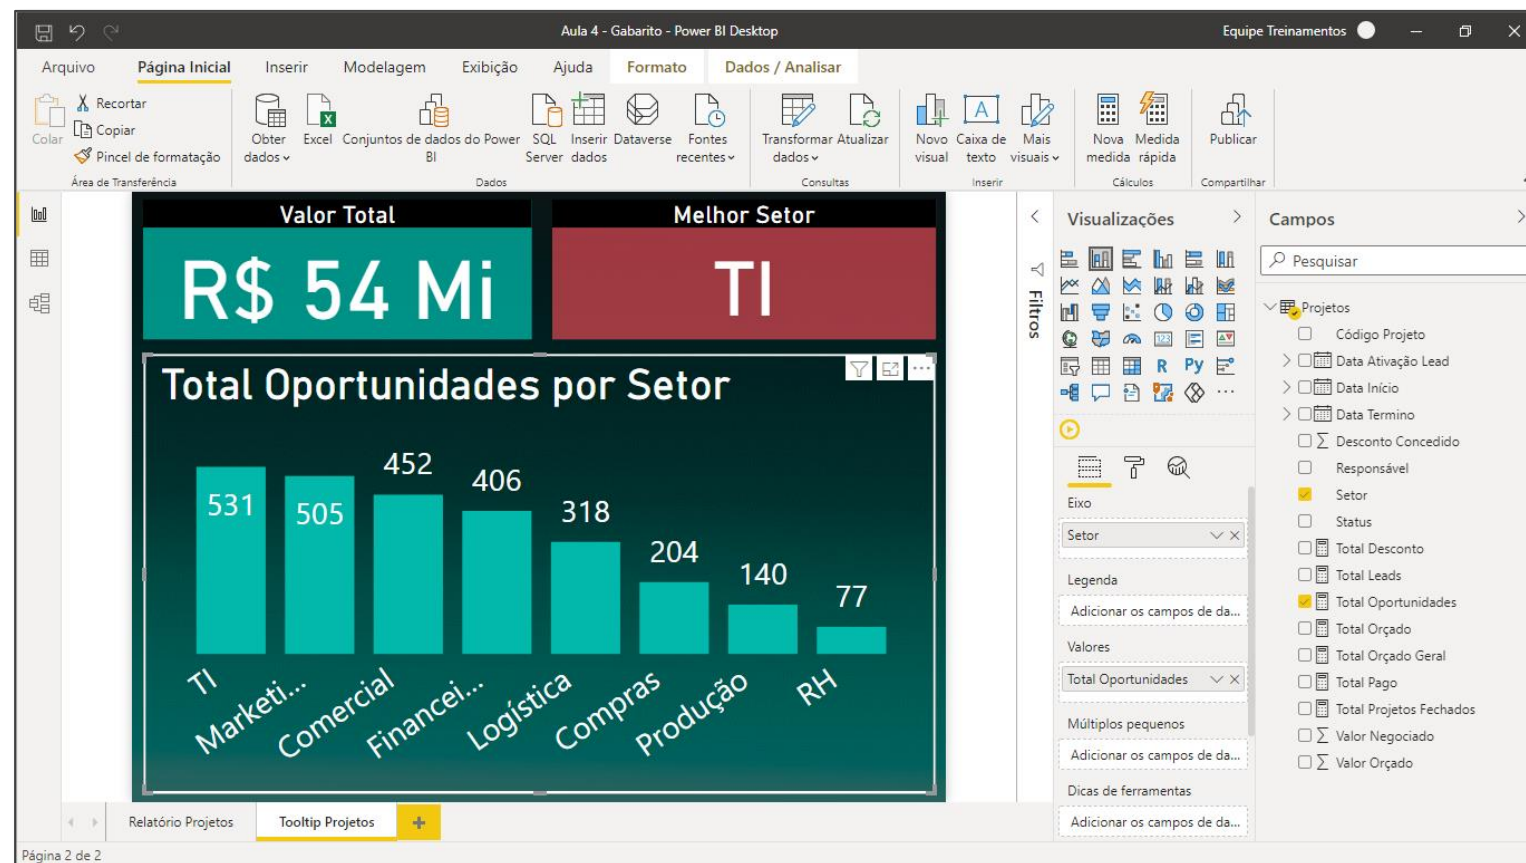 Aula 4 - Gabarito - Power BI Desktop
Equipe Treinamentos
Arquivo
Página Inicial
Inserir
Modelagem
Exibição
Ajuda
Formato
Dados / Analisar
Colar
Recortar
Copiar
Pincel de formatação
Obter dados
Excel
Conjuntos de dados do Power BI
SQL Server
Inserir dados
Dataverse
Fontes recentes
Transformar dados
Atualizar
Novo visual
Caixa de texto
Mais visuais
Nova medida
Medida rápida
Publicar
Área de Transferência
Dados
Consultas
Inserir
Cálculos
Compartilhar
Valor Total
R$ 54 Mi
Melhor Setor
TI
Total Oportunidades por Setor
531
505
452
406
318
204
140
77
TI
Marketi...
Comercial
Financei...
Logística
Compras
Produção
RH
Filtros
Visualizações
123
R
Py
Eixo
Setor
Legenda
Adicionar os campos de da...
Valores
Total Oportunidades
Múltiplos pequenos
Adicionar os campos de da...
Dicas de ferramentas
Adicionar os campos de da...
Campos
Pesquisar
Projetos
Código Projeto
Data Ativação Lead
Data Início
Data Termino
Desconto Concedido
Responsável
Setor
Status
Total Desconto
Total Leads
Total Oportunidades
Total Orçado
Total Orçado Geral
Total Pago
Total Projetos Fechados
Valor Negociado
Valor Orçado
Relatório Projetos
Tooltip Projetos
Página 2 de 2